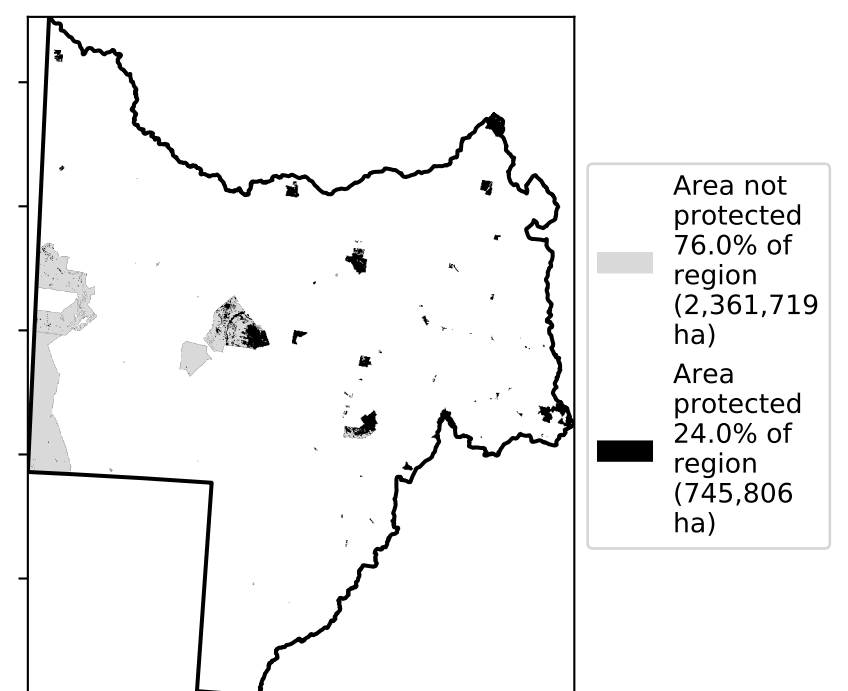 Area not
protected
76.0% of
region
(2,361,719
ha)
Area
protected
24.0% of
region
(745,806
ha)